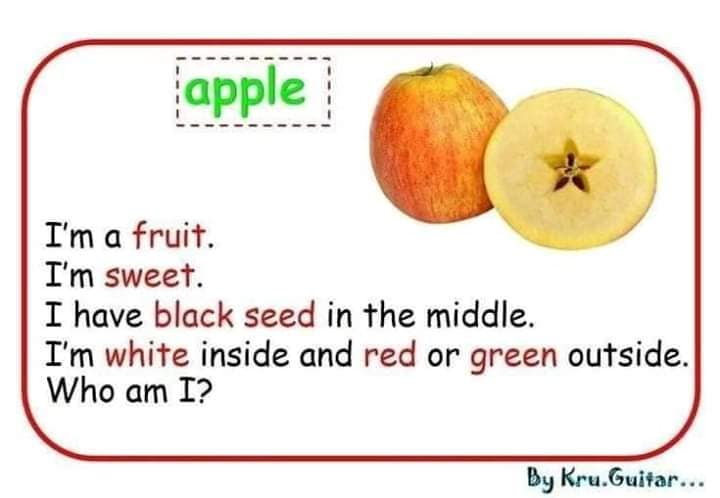 apple
I'm a fruit.
I'm sweet.
I have black seed in the middle.
I'm white inside and red or green outside.
Who am I?
By Kru.Guitar...